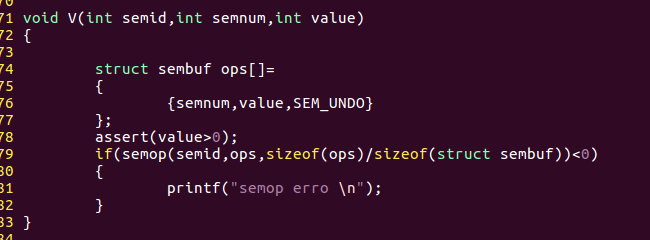 71 void V(int semid,int semnum,int value)
72 {
73
74         struct sembuf ops[]=
75         {
76                 {semnum,value,SEM_UNDO}
77         };
78         assert(value>0);
79         if(semop(semid,ops,sizeof(ops)/sizeof(struct sembuf))<0)
80         {
81                 printf("semop erro \n");
82         }
83 }